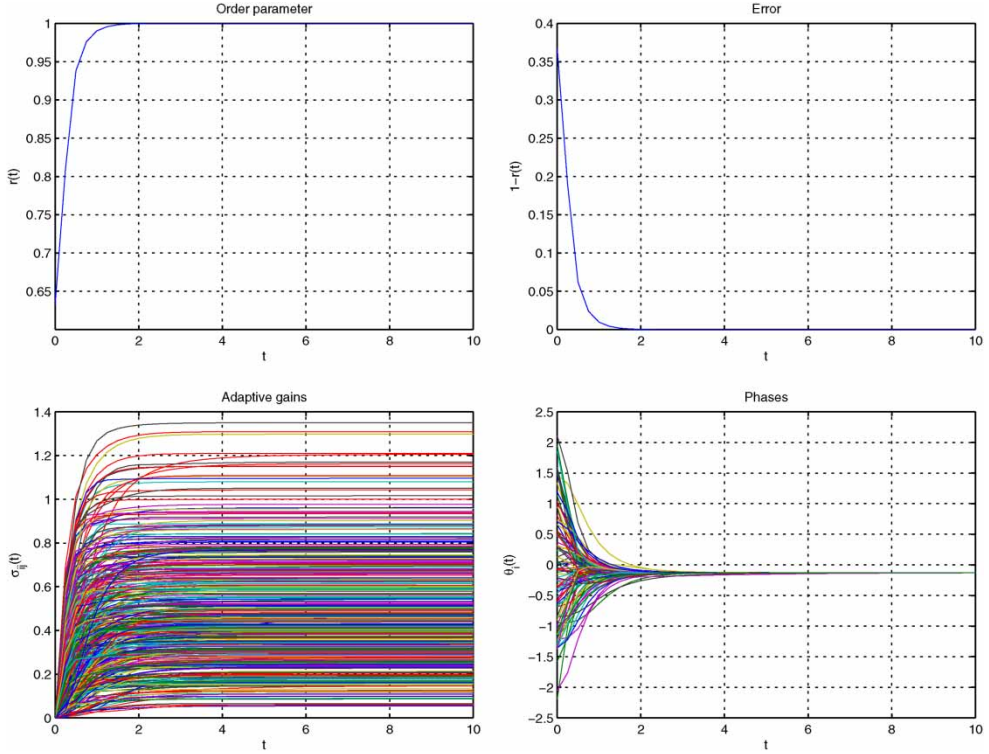 Order parameter
1
0.95
0.9
0.85
0.8
0.75
0.7
0.65
r(t)
0 2 4 6 8 10
t
Error
0.4
0.35
0.3
0.25
0.2
0.15
0.1
0.05
0
1−r(t)
0 2 4 6 8 10
t
Adaptive gains
1.4
1.2
1
0.8
0.6
0.4
0.2
0
σij(t)
0 2 4 6 8 10
t
Phases
2.5
2
1.5
1
0.5
0
−0.5
−1
−1.5
−2
−2.5
θi(t)
0 2 4 6 8 10
t